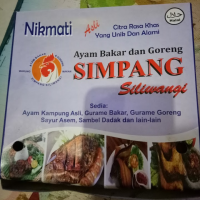 Nikmati Asli Citra Rasa Khas
Yang Unik Dan Alami
Ayam Bakar dan Goreng
SIMPANG
Siliwangi
Sedia:
Ayam Kampung Asli, Gurame Bakar, Gurame Goreng
Sayur Asem, Sambel Dadak dan lain-lain